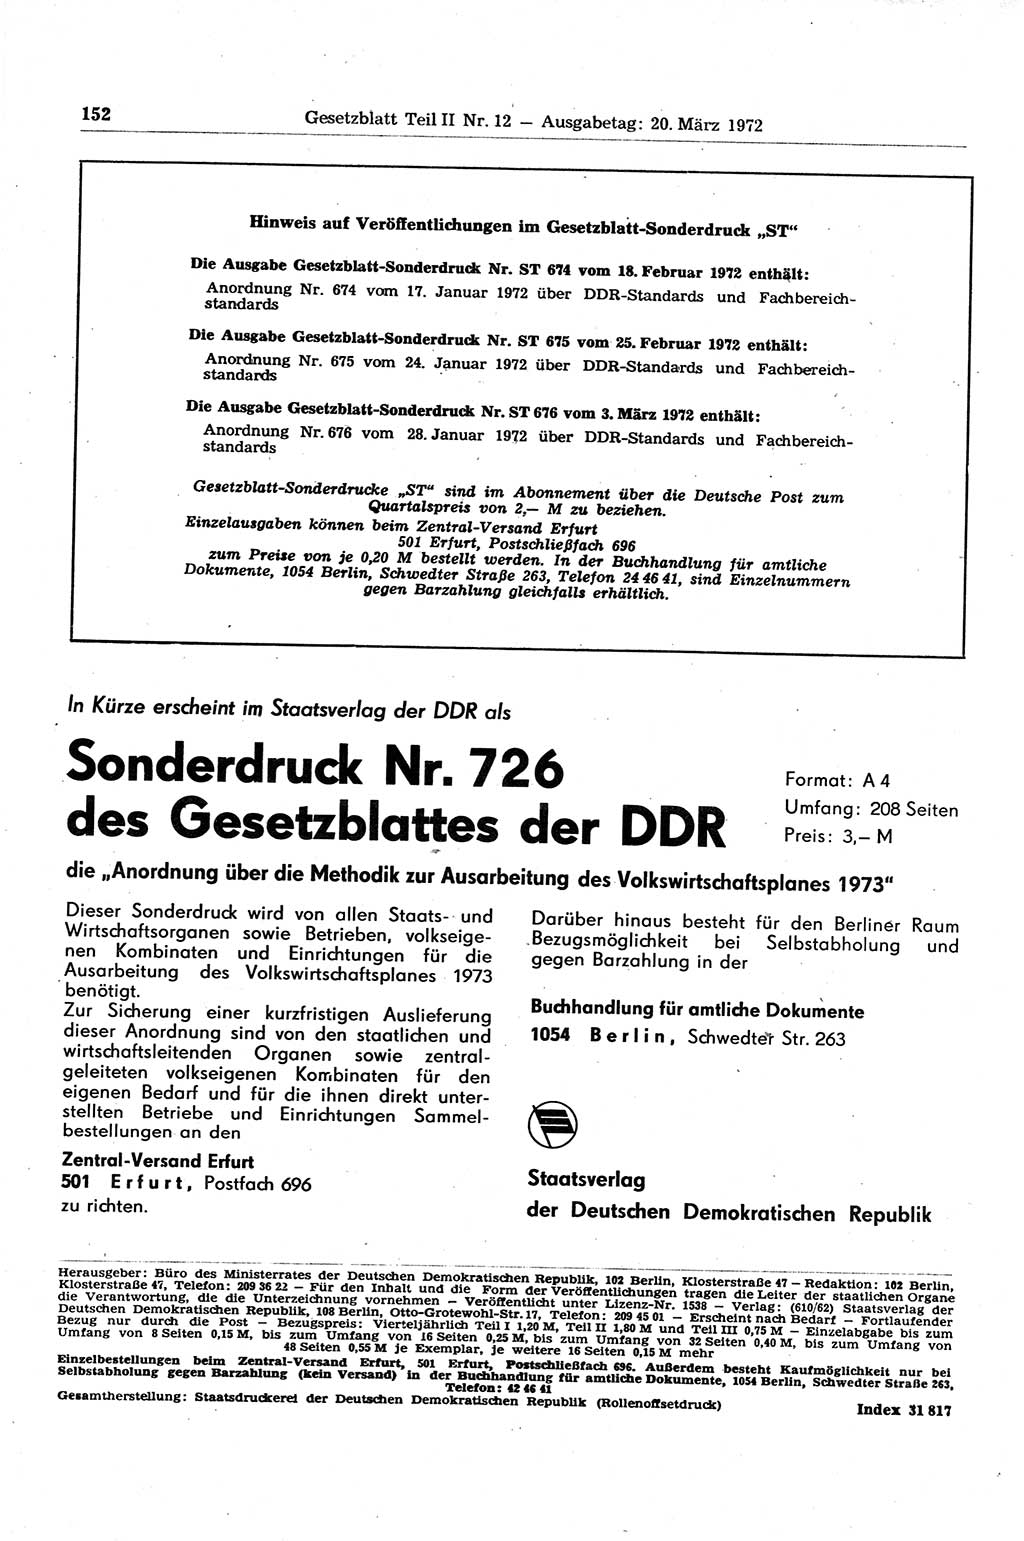 152
Gesetzblatt Teil II Nr. 12 — Ausgabetag: 20. März 1972
Hinweis auf Veröffentlichungen im Gesetzblatt-Sonderdruck „ST“
Die Ausgabe Gesetzblatt-Sonderdruck Nr. ST 674 vom 18. Februar 1972 enthält:
Anordnung Nr. 674 vom 17. Januar 1972 über DDR-Standards und Fachbereich-
standards
Die Ausgabe Gesetzblatt-Sonderdruck Nr. ST 675 vom 25. Februar 1972 enthält:
Anordnung Nr. 675 vom 24. Januar 1972 über DDR-Standards und Fachbereich-
standards
Die Ausgabe Gesetzblatt-Sonderdruck Nr. ST 676 vom 3. März 1972 enthält:
Anordnung Nr. 676 vom 28. Januar 1972 über DDR-Standards und Fachbereich-
standards
Gesetzblatt-Sonderdrucke „ST“ sind im Abonnement über die Deutsche Post zum
Quartalspreis von 2,— M zu beziehen.
Einzelausgaben können beim Zentral-Versand Erfurt
501 Erfurt, Postschließfach 696
zum Preise von je 0,20 M bestellt werden. In der Buchhandlung für amtliche
Dokumente, 1054 Berlin, Schwedter Straße 263, Telefon 24 46 41, sind Einzelnummern
gegen Barzahlung gleichfalls erhältlich.
In Kürze erscheint im Staatsverlag der DDR als
Sonderdruck Nr. 726
des Gesetzblattes der DDR
Format: A 4
Umfang: 208 Seiten
Preis: 3,— M
die „Anordnung über die Methodik zur Ausarbeitung des Volkswirtschaftsplanes 1973“
Dieser Sonderdruck wird von allen Staats- und
Wirtschaftsorganen sowie Betrieben, volkseige-
nen Kombinaten und Einrichtungen für die
Ausarbeitung des Volkswirtschaftsplanes 1973
benötigt.
Zur Sicherung einer kurzfristigen Auslieferung
dieser Anordnung sind von den staatlichen und
wirtschaftsleitenden Organen sowie zentral-
geleiteten volkseigenen Kombinaten für den
eigenen Bedarf und für die ihnen direkt unter-
stellten Betriebe und Einrichtungen Sammel-
bestellungen an den
Zentral-Versand Erfurt
501 Erfurt, Postfach 696
zu richten.
Darüber hinaus besteht für den Berliner Raum
Bezugsmöglichkeit bei Selbstabholung und
gegen Barzahlung in der
Buchhandlung für amtliche Dokumente
1054 Berlin, Schwedter Str. 263
Staatsverlag
der Deutschen Demokratischen Republik
Herausgeber: Büro des Ministerrates der Deutschen Demokratischen Republik, 102 Berlin, Klosterstraße 47 — Redaktion: 102 Berlin,
Klosterstraße 47, Telefon: 209 36 22 — Für den Inhalt und die Form der Veröffentlichungen tragen die Leiter der staatlichen Organe
die Verantwortung, die die Unterzeichnung vornehmen — Veröffentlicht unter Lizenz-Nr. 1538 — Verlag: (610/62) Staatsverlag der
Deutschen Demokratischen Republik, 108 Berlin, Otto-Grotewohl-Str. 17, Telefon: 209 45 01 — Erscheint nach Bedarf — Fortlaufender
Bezug nur durch die Post — Bezugspreis: Vierteljährlich Teil I 1,20 M, Teil II 1,80 M und Teil III 0,75 M — Einzelabgabe bis zum
Umfang von 8 Seiten 0,15 M, bis zum Umfang von 16 Seiten 0,25 M, bis zum Umfang von 32 Seiten 0,40 M, bis zum Umfang von
48 Seiten 0,55 M je Exemplar, je weitere 16 Seiten 0,15 M mehr
Einzelbestellungen beim Zentral-Versand Erfurt, 501 Erfurt, Postschließfach 696. Außerdem besteht Kaufmöglichkeit nur bei
Selbstabholung gegen Barzahlung (kein Versand) in der Buchhandlung für amtliche Dokumente, 1054 Berlin, Schwedter Straße 263,
Telefon: 42 46 41
Gesamtherstellung: Staatsdruckerei der Deutschen Demokratischen Republik (Rollenoffsetdruck)
Index 31 817